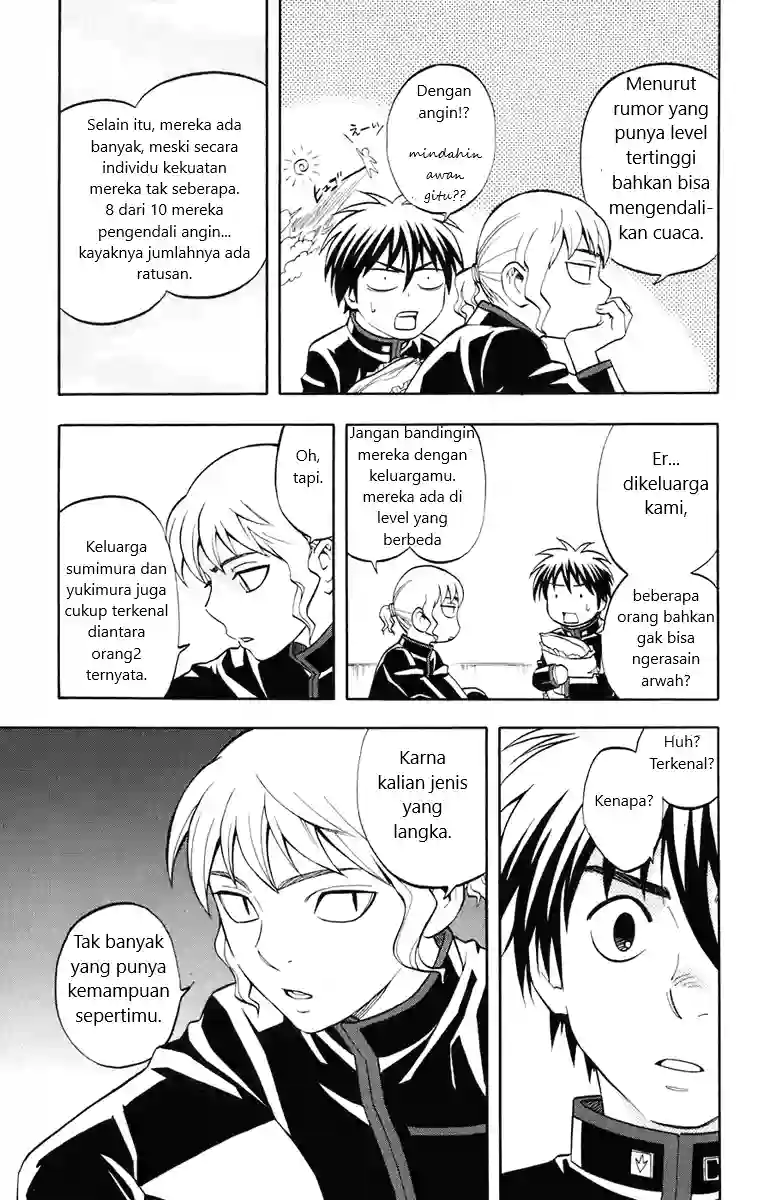 Menurut
rumor yang
punya level
tertinggi
bahkan bisa
mengendali-
kan cuaca.
Dengan
angin!?
mindahin
awan
gitu??
えーッ
Selain itu, mereka ada
banyak, meski secara
individu kekuatan
mereka tak seberapa.
8 dari 10 mereka
pengendali angin...
kayaknya jumlahnya ada
ratusan.
Er...
dikeluarga
kami,
beberapa
orang bahkan
gak bisa
ngerasain
arwah?
Jangan bandingin
mereka dengan
keluargamu.
mereka ada di
level yang
berbeda
Oh,
tapi.
Keluarga
sumimura dan
yukimura juga
cukup terkenal
diantara
orang2
ternyata.
Huh?
Terkenal?
Kenapa?
Karna
kalian jenis
yang
langka.
Tak banyak
yang punya
kemampuan
sepertimu.